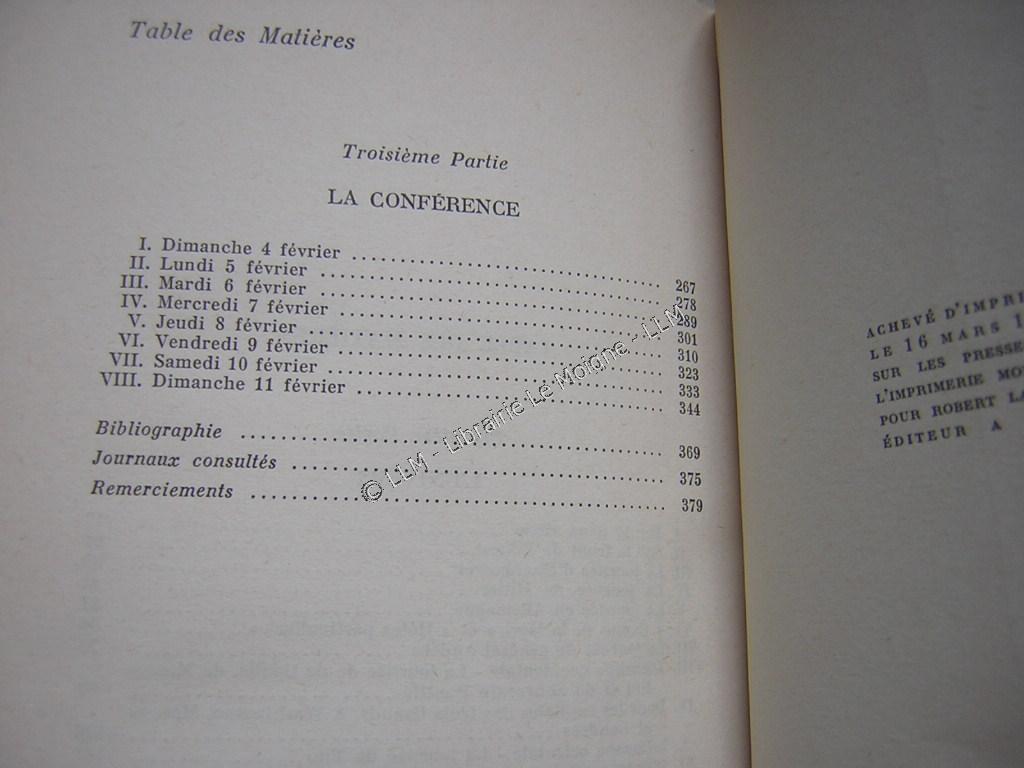 Table des Matières
Troisième Partie
LA CONFÉRENCE
I. Dimanche 4 février ........ 267
II. Lundi 5 février ........ 278
III. Mardi 6 février ........ 289
IV. Mercredi 7 février ........ 301
V. Jeudi 8 février ........ 310
VI. Vendredi 9 février ........ 323
VII. Samedi 10 février ........ 333
VIII. Dimanche 11 février ........ 344
Bibliographie ........ 369
Journaux consultés ........ 375
Remerciements ........ 379
© LLM - Librairie Le Moigne - LLM
ACHEVÉ D'IMPRI
LE 16 MARS 1
SUR LES PRESSE
L'IMPRIMERIE MO
POUR ROBERT LA
ÉDITEUR A